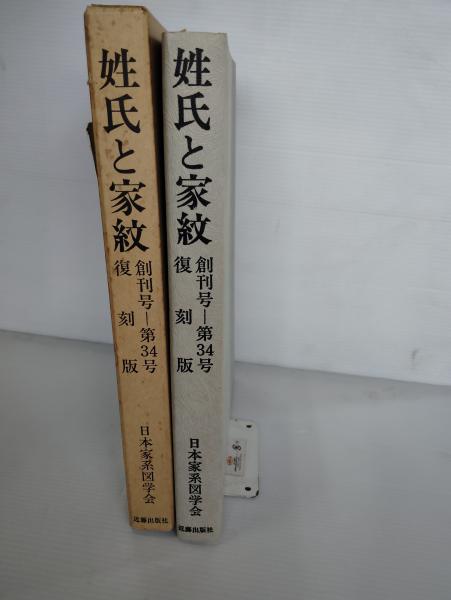 姓氏と家紋
創刊号―第34号
復刻版
日本家系図学会
近藤出版社
姓氏と家紋
創刊号―第34号
復刻版
日本家系図学会
近藤出版社